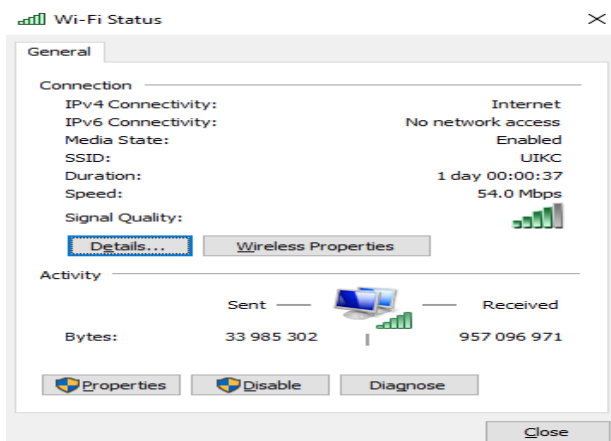 Wi-Fi Status
General
Connection
IPv4 Connectivity: Internet
IPv6 Connectivity: No network access
Media State: Enabled
SSID: UIKC
Duration: 1 day 00:00:37
Speed: 54.0 Mbps
Signal Quality:
Details... Wireless Properties
Activity
Sent Received
Bytes: 33 985 302 957 096 971
Properties Disable Diagnose
Close